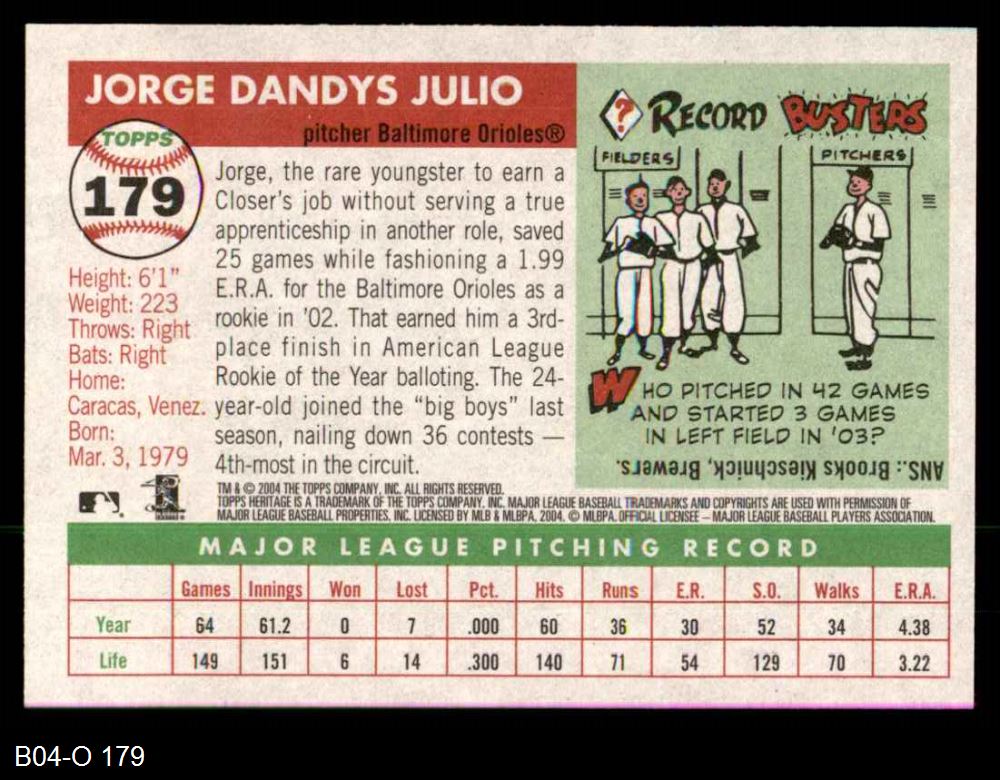 JORGE DANDYS JULIO
pitcher Baltimore Orioles®
TOPPS
179
Height: 6'1"
Weight: 223
Throws: Right
Bats: Right
Home:
Caracas, Venez.
Born:
Mar. 3, 1979
Jorge, the rare youngster to earn a
Closer's job without serving a true
apprenticeship in another role, saved
25 games while fashioning a 1.99
E.R.A. for the Baltimore Orioles as a
rookie in '02. That earned him a 3rd-
place finish in American League
Rookie of the Year balloting. The 24-
year-old joined the "big boys" last
season, nailing down 36 contests —
4th-most in the circuit.
? RECORD BUSTERS
FIELDERS
PITCHERS
WHO PITCHED IN 42 GAMES
AND STARTED 3 GAMES
IN LEFT FIELD IN '03?
ANS.: Brooks Kieschnick, Brewers.
TM & © 2004 THE TOPPS COMPANY, INC. ALL RIGHTS RESERVED.
TOPPS HERITAGE IS A TRADEMARK OF THE TOPPS COMPANY, INC. MAJOR LEAGUE BASEBALL TRADEMARKS AND COPYRIGHTS ARE USED WITH PERMISSION OF
MAJOR LEAGUE BASEBALL PROPERTIES, INC. LICENSED BY MLB & MLBPA, 2004. © MLBPA. OFFICIAL LICENSEE – MAJOR LEAGUE BASEBALL PLAYERS ASSOCIATION.
MAJOR LEAGUE PITCHING RECORD
Games Innings Won Lost Pct. Hits Runs E.R. S.O. Walks E.R.A.
Year 64 61.2 0 7 .000 60 36 30 52 34 4.38
Life 149 151 6 14 .300 140 71 54 129 70 3.22
B04-O 179